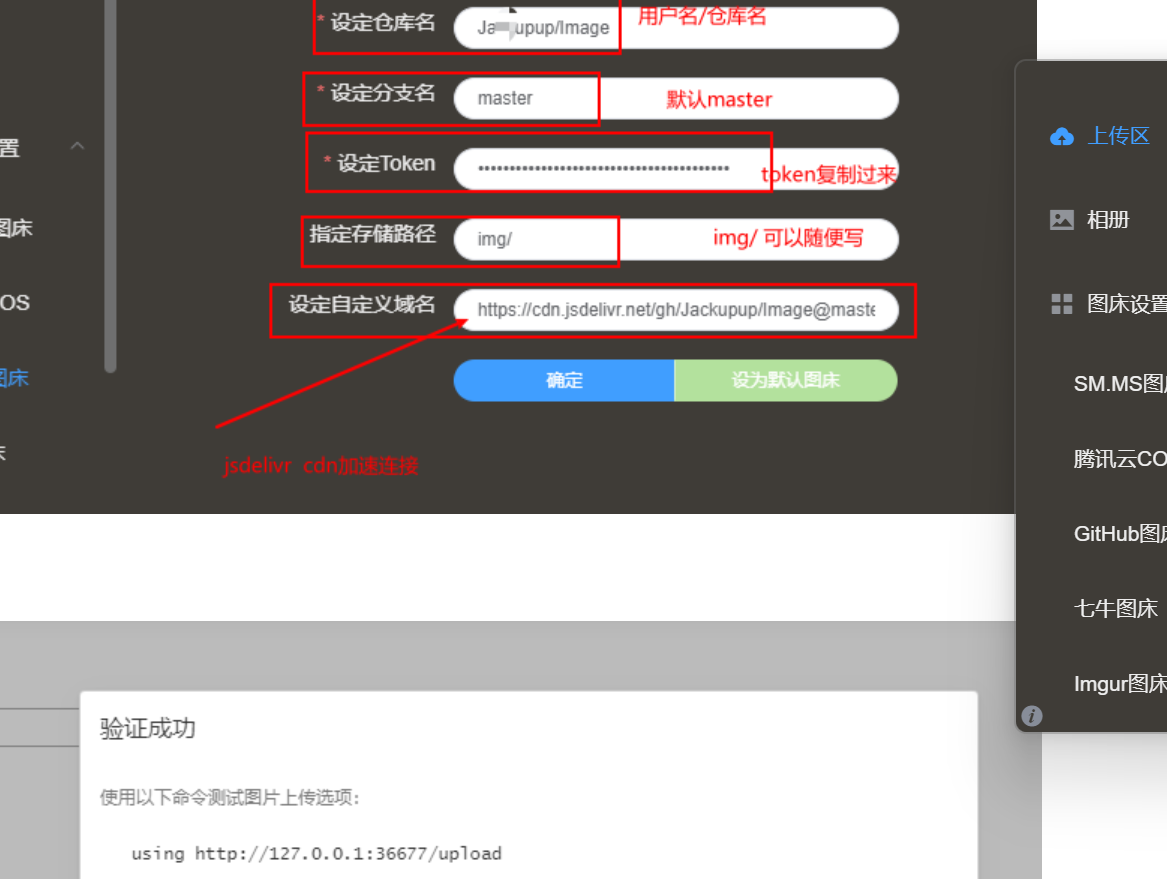 * 设定仓库名
upup/Image
用户名/仓库名
* 设定分支名
master
默认master
* 设定Token
••••••••••••••••••••••••••••••••••••••••
token复制过来
指定存储路径
img/
img/ 可以随便写
设定自定义域名
https://cdn.jsdelivr.net/gh/Jackupup/Image@maste
确定
设为默认图床
jsdelivr cdn加速连接
置
图床
OS
图床
上传区
相册
图床设置
SM.MS图
腾讯云CO
GitHub图床
七牛图床
Imgur图床
验证成功
使用以下命令测试图片上传选项:
using http://127.0.0.1:36677/upload